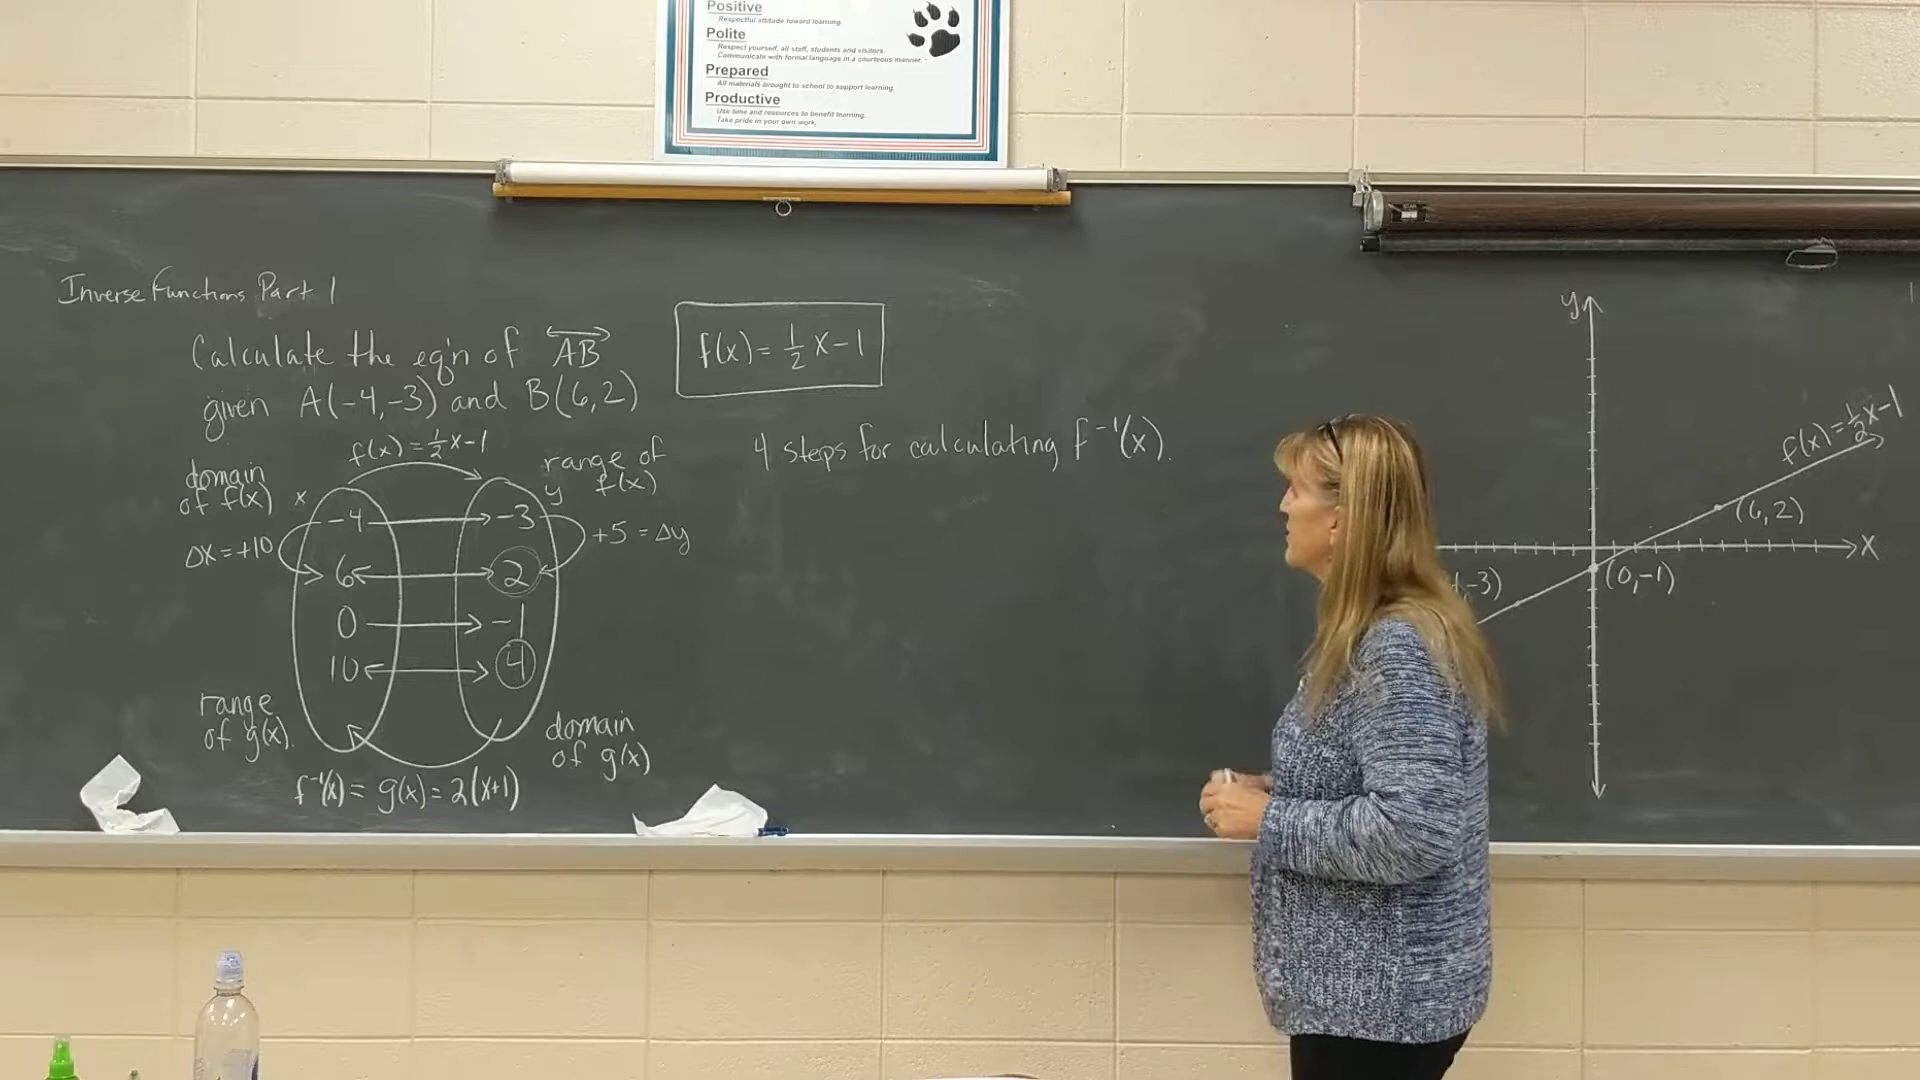 Positive
Respectful attitude toward learning.
Polite
Respect yourself, all staff, students and visitors.
Communicate with formal language in a courteous manner.
Prepared
All materials brought to school to support learning.
Productive
Use time and resources to benefit learning.
Take pride in your own work.
Inverse Functions Part 1
Calculate the eq'n of AB
given A(-4,-3) and B(6,2)
f(x) = 1/2 x-1
domain
of f(x)
x
range of
y f(x)
-4
-3
Δx = +10
+5 = Δy
6
2
0
-1
10
4
range
of g(x).
domain
of g(x)
f⁻¹(x) = g(x) = 2(x+1)
f(x) = 1/2 x-1
4 steps for calculating f⁻¹(x).
y
f(x) = 1/2 x-1
(6,2)
x
-3)
(0,-1)